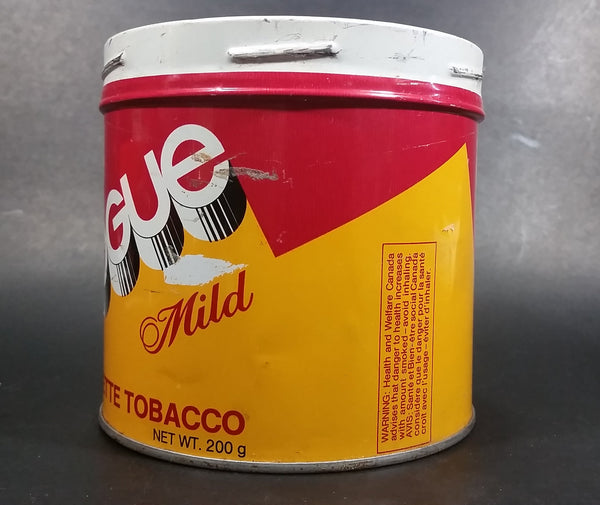 gue
Mild
TTE TOBACCO
NET WT. 200 g
WARNING: Health and Welfare Canada
advises that danger to health increases
with amount smoked – avoid inhaling.
AVIS: Santé et Bien-être social Canada
considère que le danger pour la santé
croît avec l'usage – éviter d'inhaler.